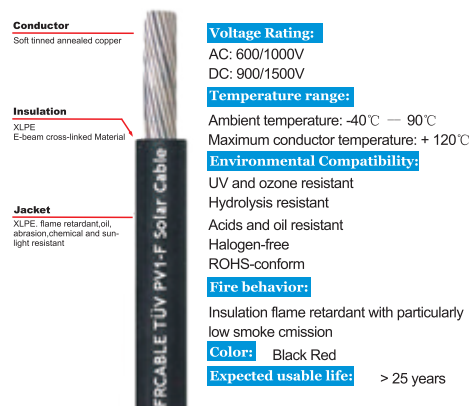 Conductor
Soft tinned annealed copper
Insulation
XLPE
E-beam cross-linked Material
Jacket
XLPE. flame retardant,oil,
abrasion,chemical and sun-
light resistant
FRCABLE TÜV PV1-F Solar Cable
Voltage Rating:
AC: 600/1000V
DC: 900/1500V
Temperature range:
Ambient temperature: -40℃ — 90℃
Maximum conductor temperature: + 120℃
Environmental Compatibility:
UV and ozone resistant
Hydrolysis resistant
Acids and oil resistant
Halogen-free
ROHS-conform
Fire behavior:
Insulation flame retardant with particularly
low smoke cmission
Color: Black Red
Expected usable life: > 25 years